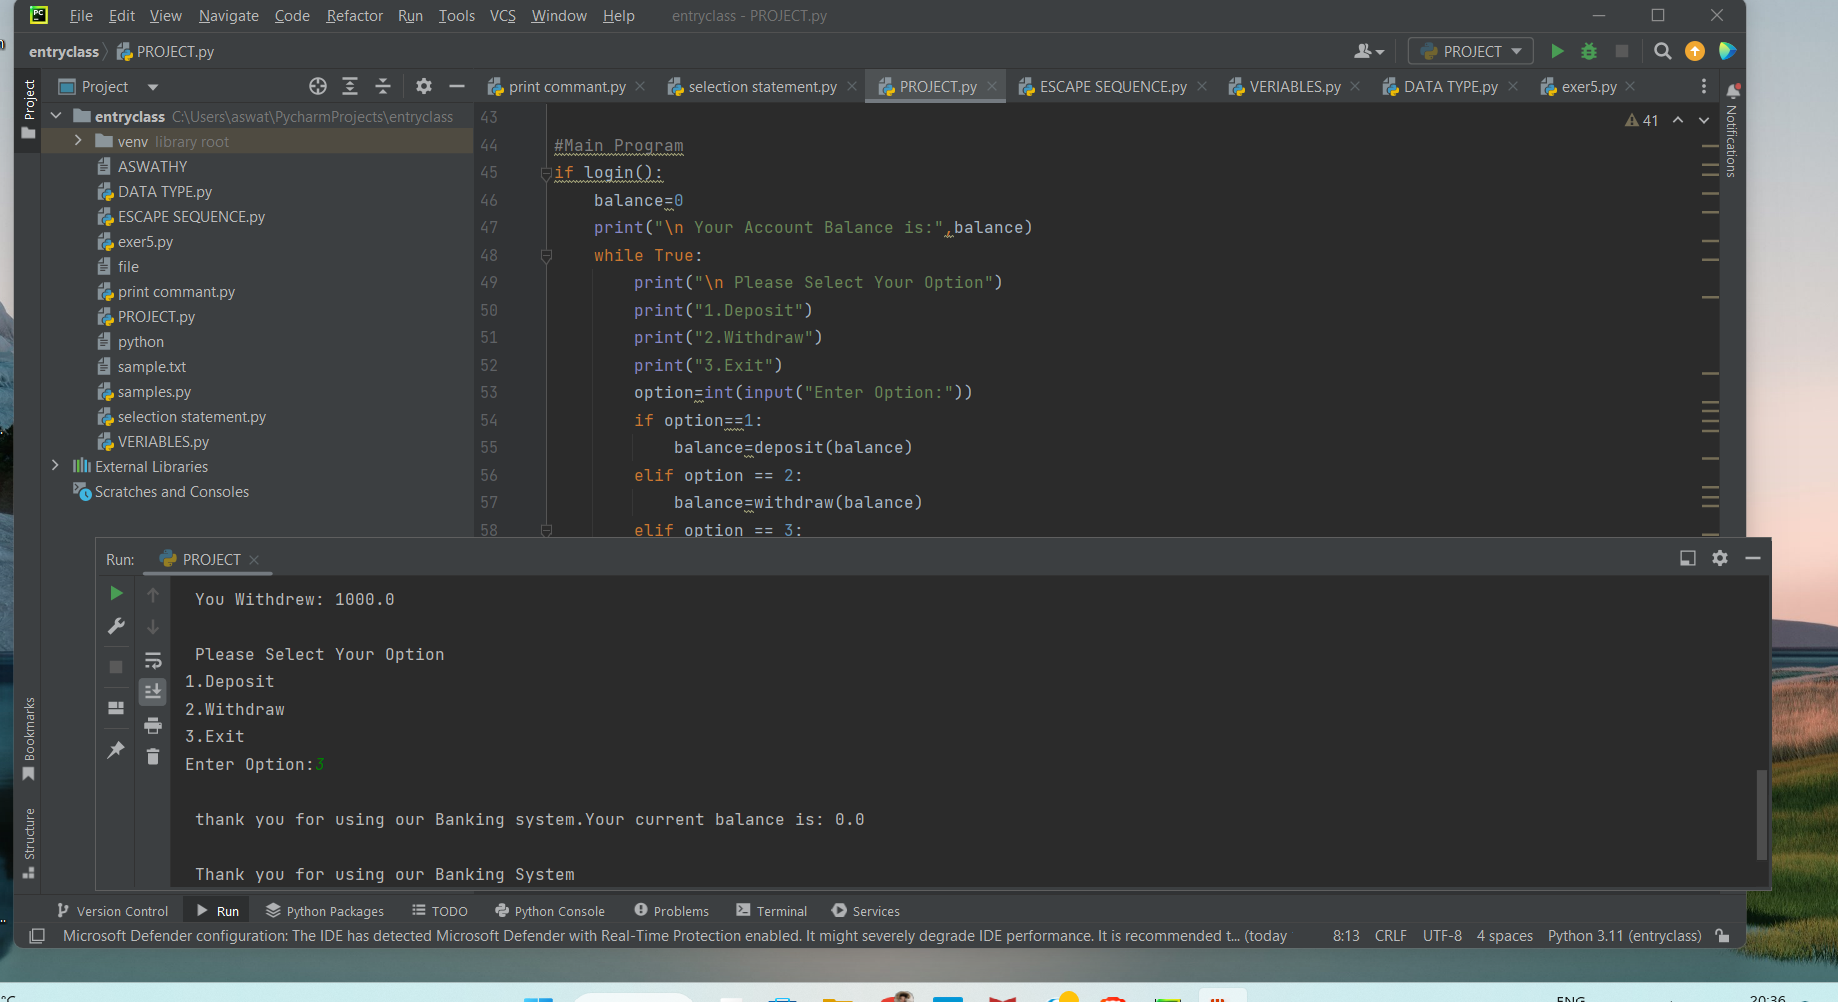 PC File Edit View Navigate Code Refactor Run Tools VCS Window Help entryclass - PROJECT.py
entryclass PROJECT.py PROJECT
Project print commant.py selection statement.py PROJECT.py ESCAPE SEQUENCE.py VERIABLES.py DATA TYPE.py exer5.py
Project
entryclass C:\Users\aswat\PycharmProjects\entryclass
venv library root
ASWATHY
DATA TYPE.py
ESCAPE SEQUENCE.py
exer5.py
file
print commant.py
PROJECT.py
python
sample.txt
samples.py
selection statement.py
VERIABLES.py
External Libraries
Scratches and Consoles
41
Notifications
43
44 #Main Program
45 if login():
46 balance=0
47 print("\n Your Account Balance is:",balance)
48 while True:
49 print("\n Please Select Your Option")
50 print("1.Deposit")
51 print("2.Withdraw")
52 print("3.Exit")
53 option=int(input("Enter Option:"))
54 if option==1:
55 balance=deposit(balance)
56 elif option == 2:
57 balance=withdraw(balance)
58 elif option == 3:
Run: PROJECT
You Withdrew: 1000.0
Please Select Your Option
1.Deposit
2.Withdraw
3.Exit
Enter Option:3
thank you for using our Banking system.Your current balance is: 0.0
Thank you for using our Banking System
Bookmarks
Structure
Version Control Run Python Packages TODO Python Console Problems Terminal Services
Microsoft Defender configuration: The IDE has detected Microsoft Defender with Real-Time Protection enabled. It might severely degrade IDE performance. It is recommended t... (today 8:13 CRLF UTF-8 4 spaces Python 3.11 (entryclass)
°C ENG 20:36